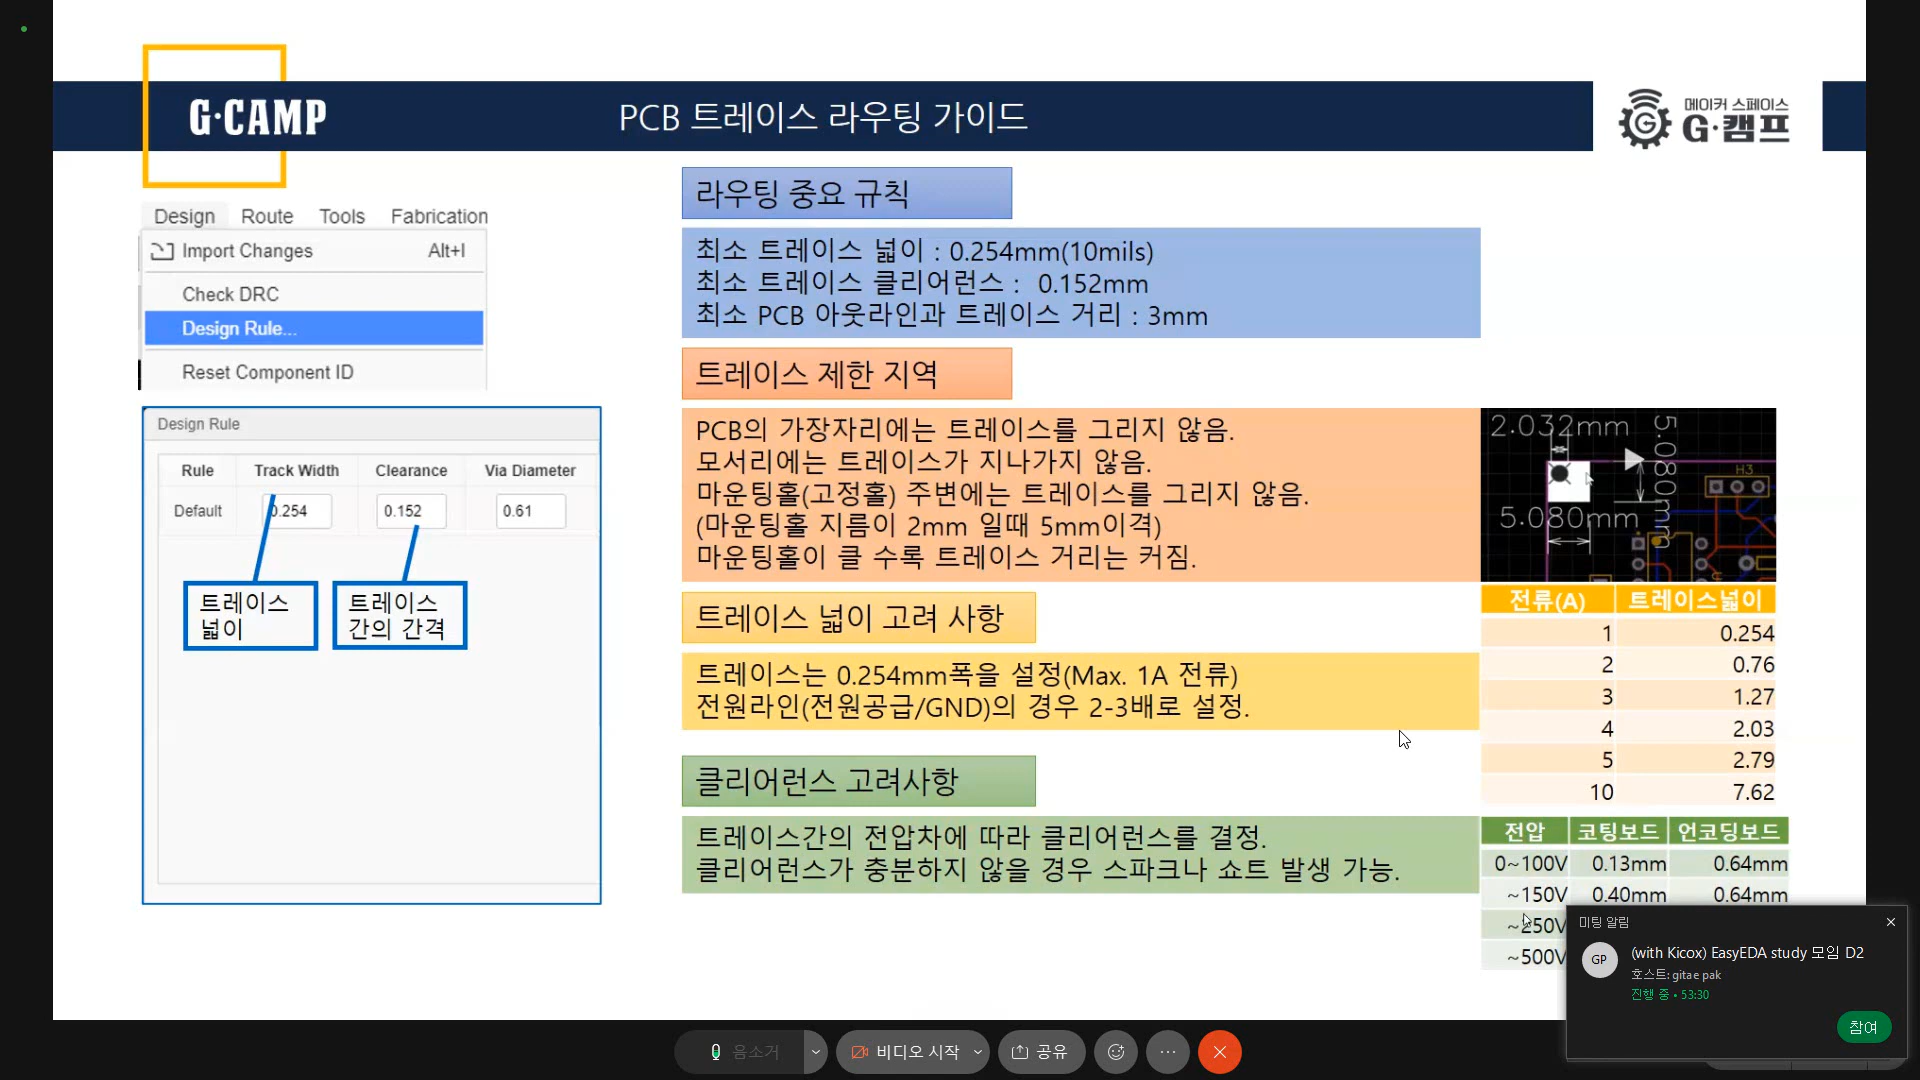 G·CAMP
PCB 트레이스 라우팅 가이드
메이커 스페이스
G·캠프
Design Route Tools Fabrication
Import Changes Alt+I
Check DRC
Design Rule...
Reset Component ID
Design Rule
Rule Track Width Clearance Via Diameter
Default 0.254 0.152 0.61
트레이스
넓이
트레이스
간의 간격
라우팅 중요 규칙
최소 트레이스 넓이 : 0.254mm(10mils)
최소 트레이스 클리어런스 : 0.152mm
최소 PCB 아웃라인과 트레이스 거리 : 3mm
트레이스 제한 지역
PCB의 가장자리에는 트레이스를 그리지 않음.
모서리에는 트레이스가 지나가지 않음.
마운팅홀(고정홀) 주변에는 트레이스를 그리지 않음.
(마운팅홀 지름이 2mm 일때 5mm이격)
마운팅홀이 클 수록 트레이스 거리는 커짐.
2.032mm
5.080mm
H3
5.080mm
트레이스 넓이 고려 사항
트레이스는 0.254mm폭을 설정(Max. 1A 전류)
전원라인(전원공급/GND)의 경우 2-3배로 설정.
전류(A) 트레이스넓이
1 0.254
2 0.76
3 1.27
4 2.03
5 2.79
10 7.62
클리어런스 고려사항
트레이스간의 전압차에 따라 클리어런스를 결정.
클리어런스가 충분하지 않을 경우 스파크나 쇼트 발생 가능.
전압 코팅보드 언코딩보드
0~100V 0.13mm 0.64mm
~150V 0.40mm 0.64mm
~250V
~500V
미팅 알림
GP
(with Kicox) EasyEDA study 모임 D2
호스트: gitae pak
진행 중 • 53:30
참여
음소거
비디오 시작
공유